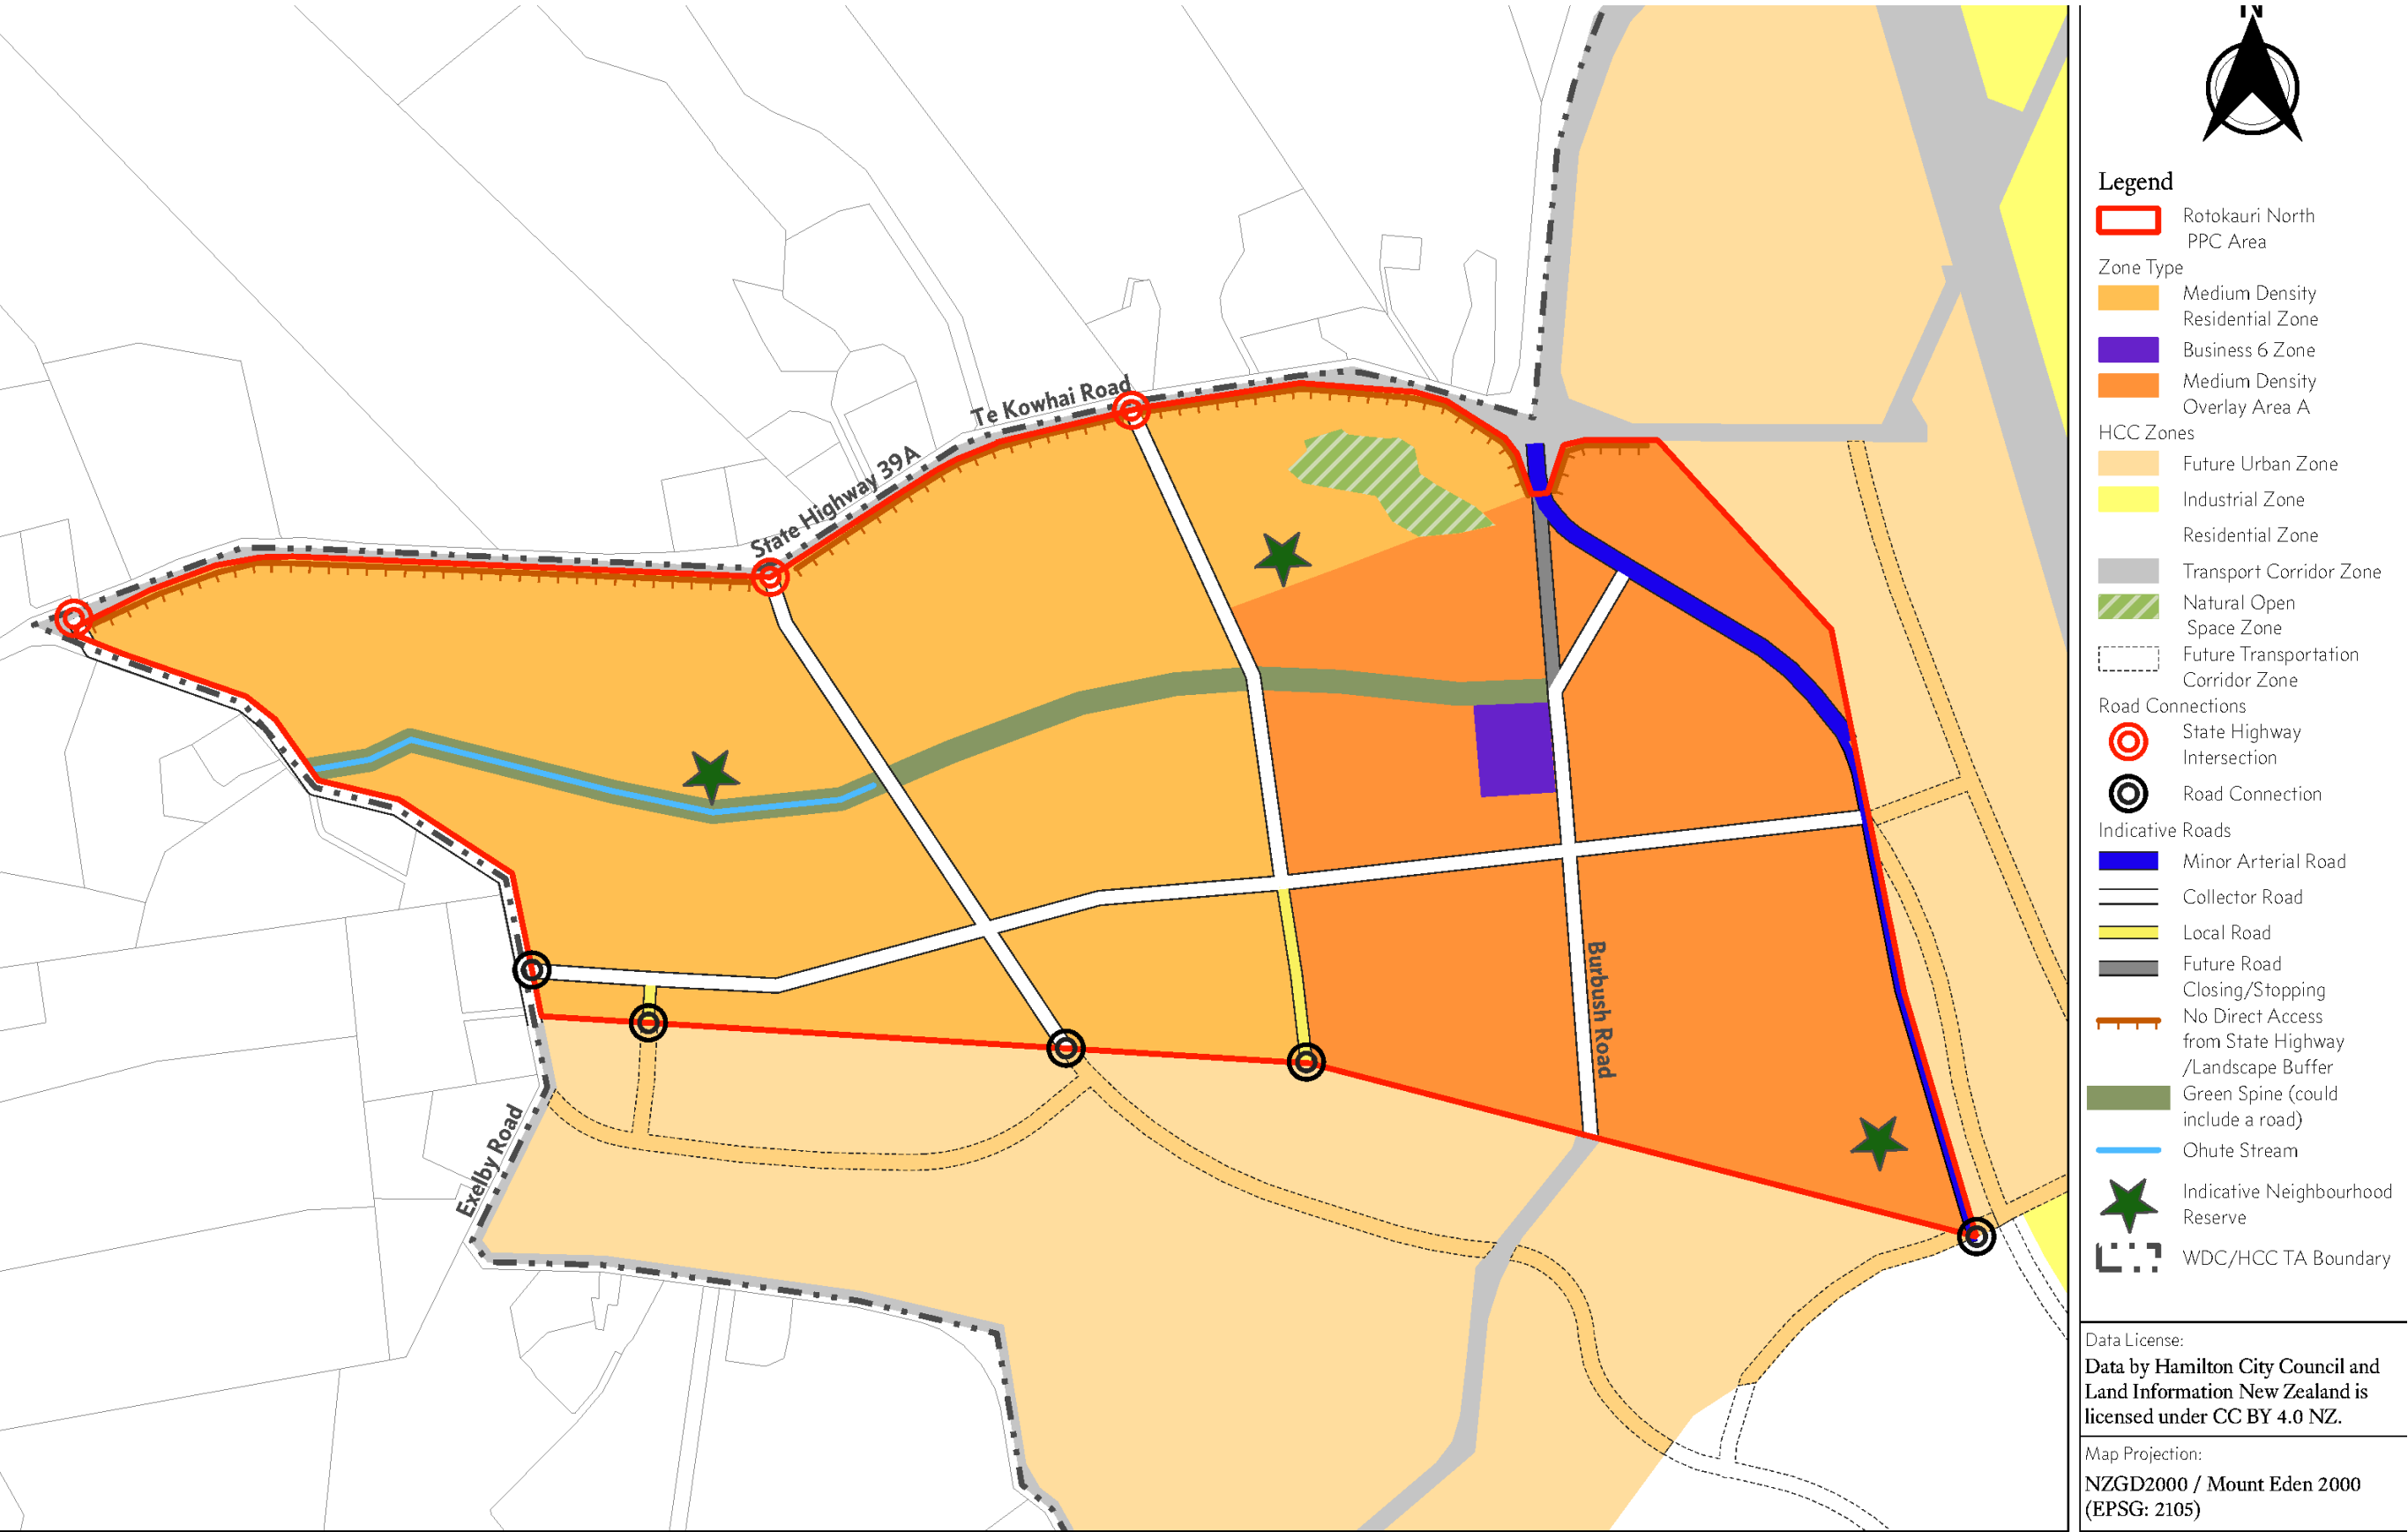 N
Te Kowhai Road
State Highway 39A
Burbush Road
Exelby Road
Legend
Rotokauri North
PPC Area
Zone Type
Medium Density
Residential Zone
Business 6 Zone
Medium Density
Overlay Area A
HCC Zones
Future Urban Zone
Industrial Zone
Residential Zone
Transport Corridor Zone
Natural Open
Space Zone
Future Transportation
Corridor Zone
Road Connections
State Highway
Intersection
Road Connection
Indicative Roads
Minor Arterial Road
Collector Road
Local Road
Future Road
Closing/Stopping
No Direct Access
from State Highway
/Landscape Buffer
Green Spine (could
include a road)
Ohute Stream
Indicative Neighbourhood
Reserve
WDC/HCC TA Boundary
Data License:
Data by Hamilton City Council and
Land Information New Zealand is
licensed under CC BY 4.0 NZ.
Map Projection:
NZGD2000 / Mount Eden 2000
(EPSG: 2105)